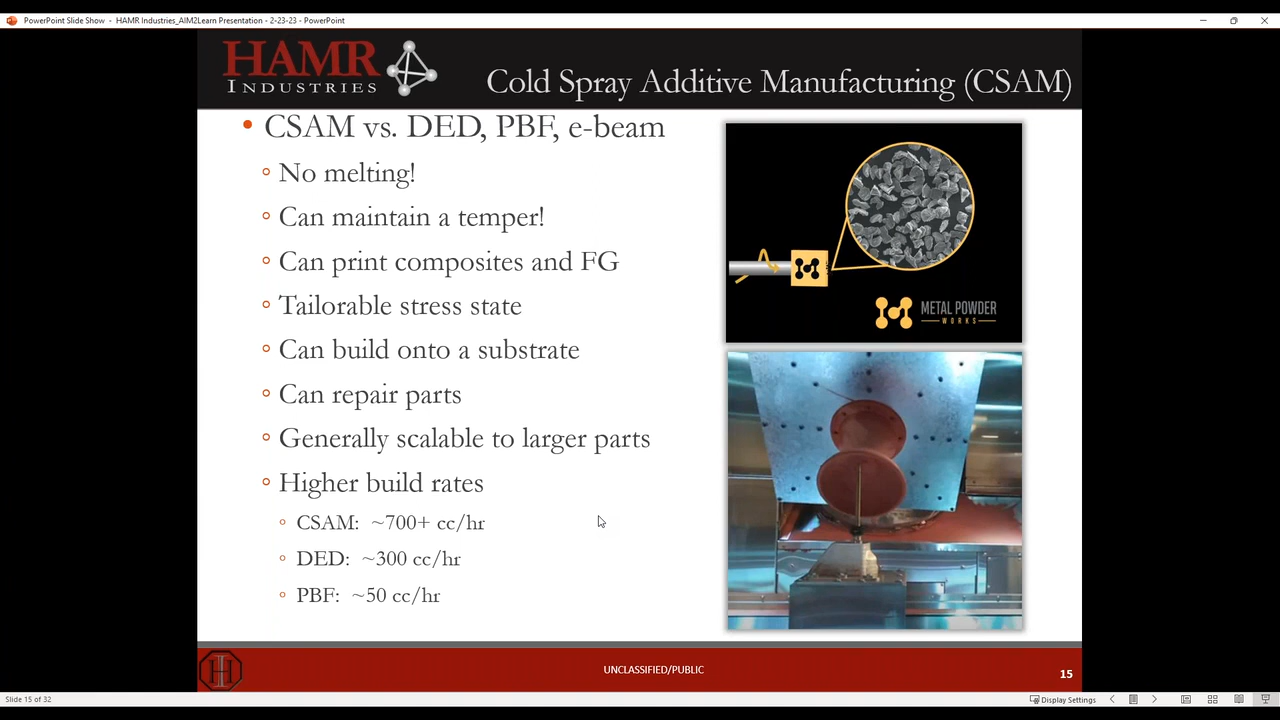 PowerPoint Slide Show - HAMR Industries_AIM2Learn Presentation - 2-23-23 - PowerPoint
HAMR
INDUSTRIES
Cold Spray Additive Manufacturing (CSAM)
CSAM vs. DED, PBF, e-beam
No melting!
Can maintain a temper!
Can print composites and FG
Tailorable stress state
Can build onto a substrate
Can repair parts
Generally scalable to larger parts
Higher build rates
CSAM: ~700+ cc/hr
DED: ~300 cc/hr
PBF: ~50 cc/hr
METAL POWDER
WORKS
H
UNCLASSIFIED/PUBLIC
15
Slide 15 of 32
Display Settings